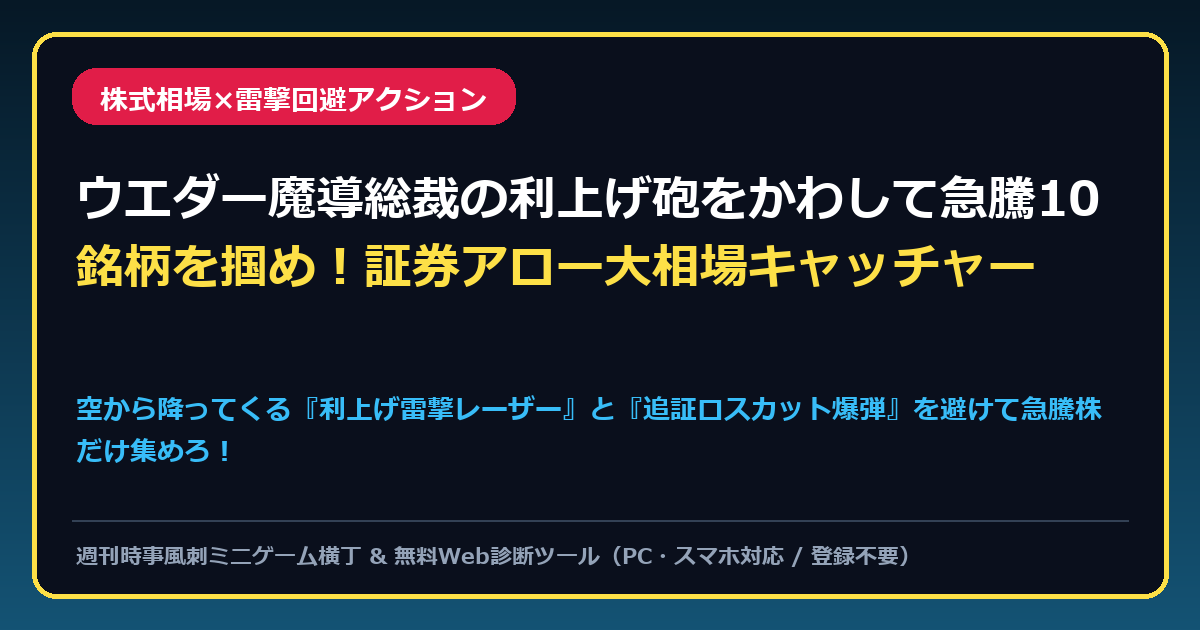 株式相場×雷撃回避アクション
ウエダー魔導総裁の利上げ砲をかわして急騰10
銘柄を掴め！証券アロー大相場キャッチャー
空から降ってくる『利上げ雷撃レーザー』と『追証ロスカット爆弾』を避けて急騰株
だけ集めろ！
週刊時事風刺ミニゲーム横丁 & 無料Web診断ツール（PC・スマホ対応 / 登録不要）